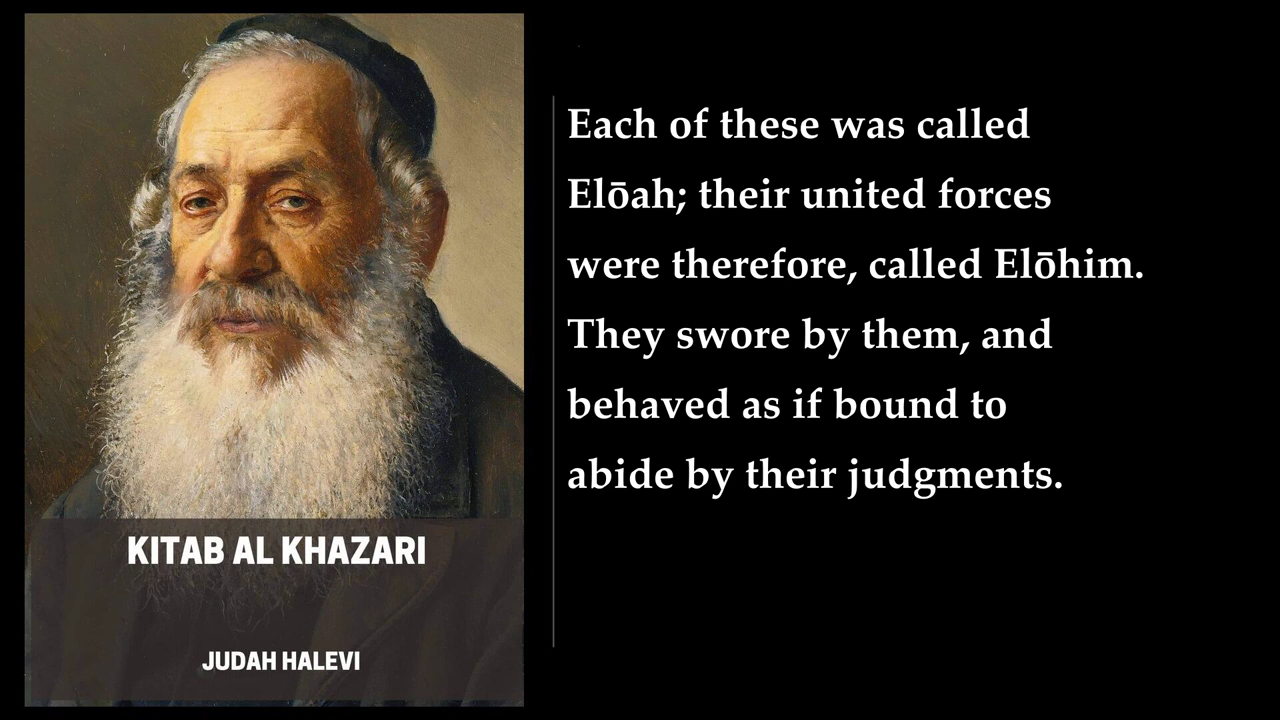 KITAB AL KHAZARI
JUDAH HALEVI
Each of these was called
Elōah; their united forces
were therefore, called Elōhim.
They swore by them, and
behaved as if bound to
abide by their judgments.